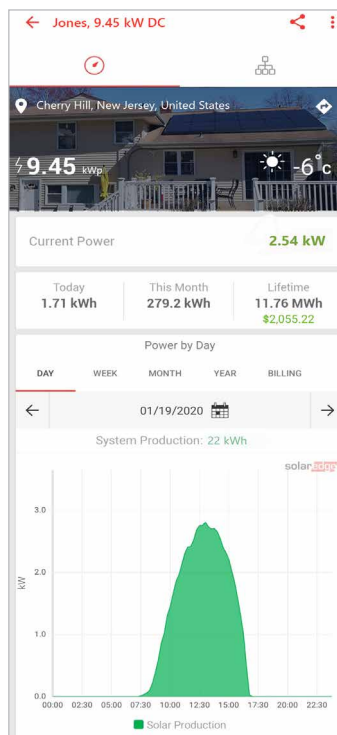 Jones, 9.45 kW DC
Cherry Hill, New Jersey, United States
9.45 kWp
-6°c
Current Power 2.54 kW
Today This Month Lifetime
1.71 kWh 279.2 kWh 11.76 MWh
$2,055.22
Power by Day
DAY WEEK MONTH YEAR BILLING
01/19/2020
System Production: 22 kWh
solaredge
3.0
2.0
kW
1.0
0.0
00:00 02:30 05:00 07:30 10:00 12:30 15:00 17:30 20:00 22:30
Solar Production